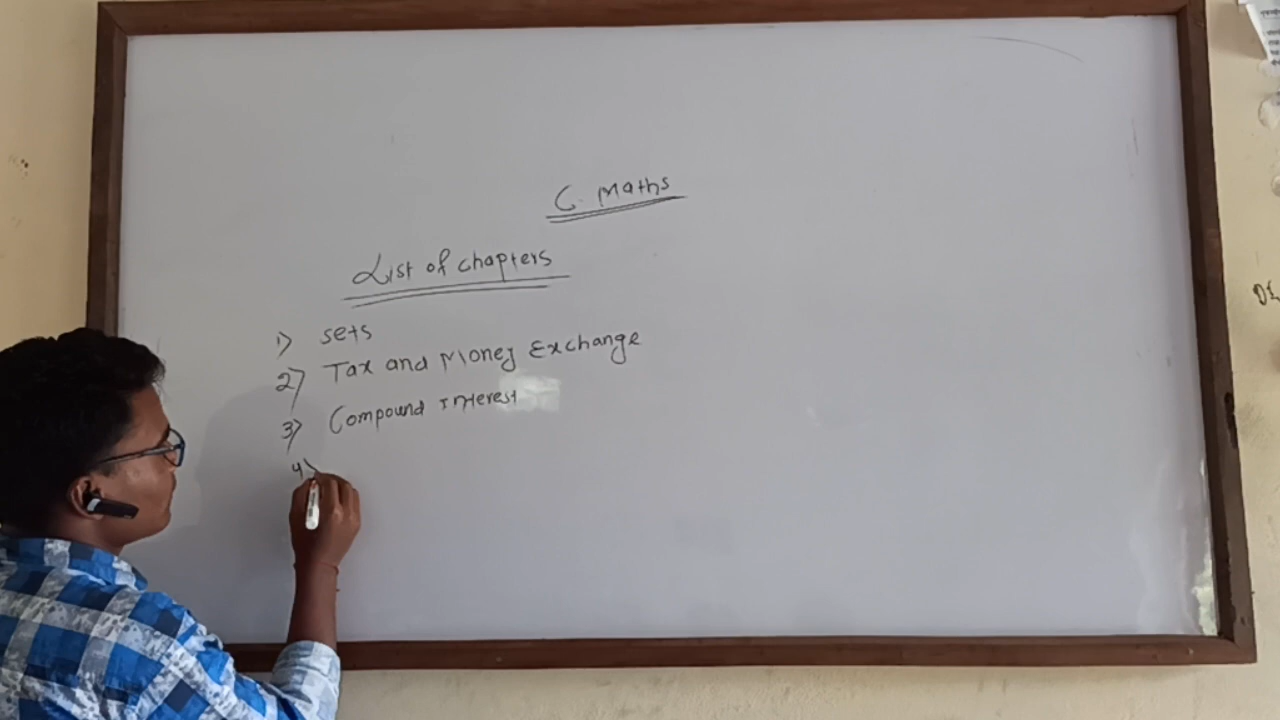 C. Maths
List of chapters
1) Sets
2) Tax and Money Exchange
3) Compound Interest
4)